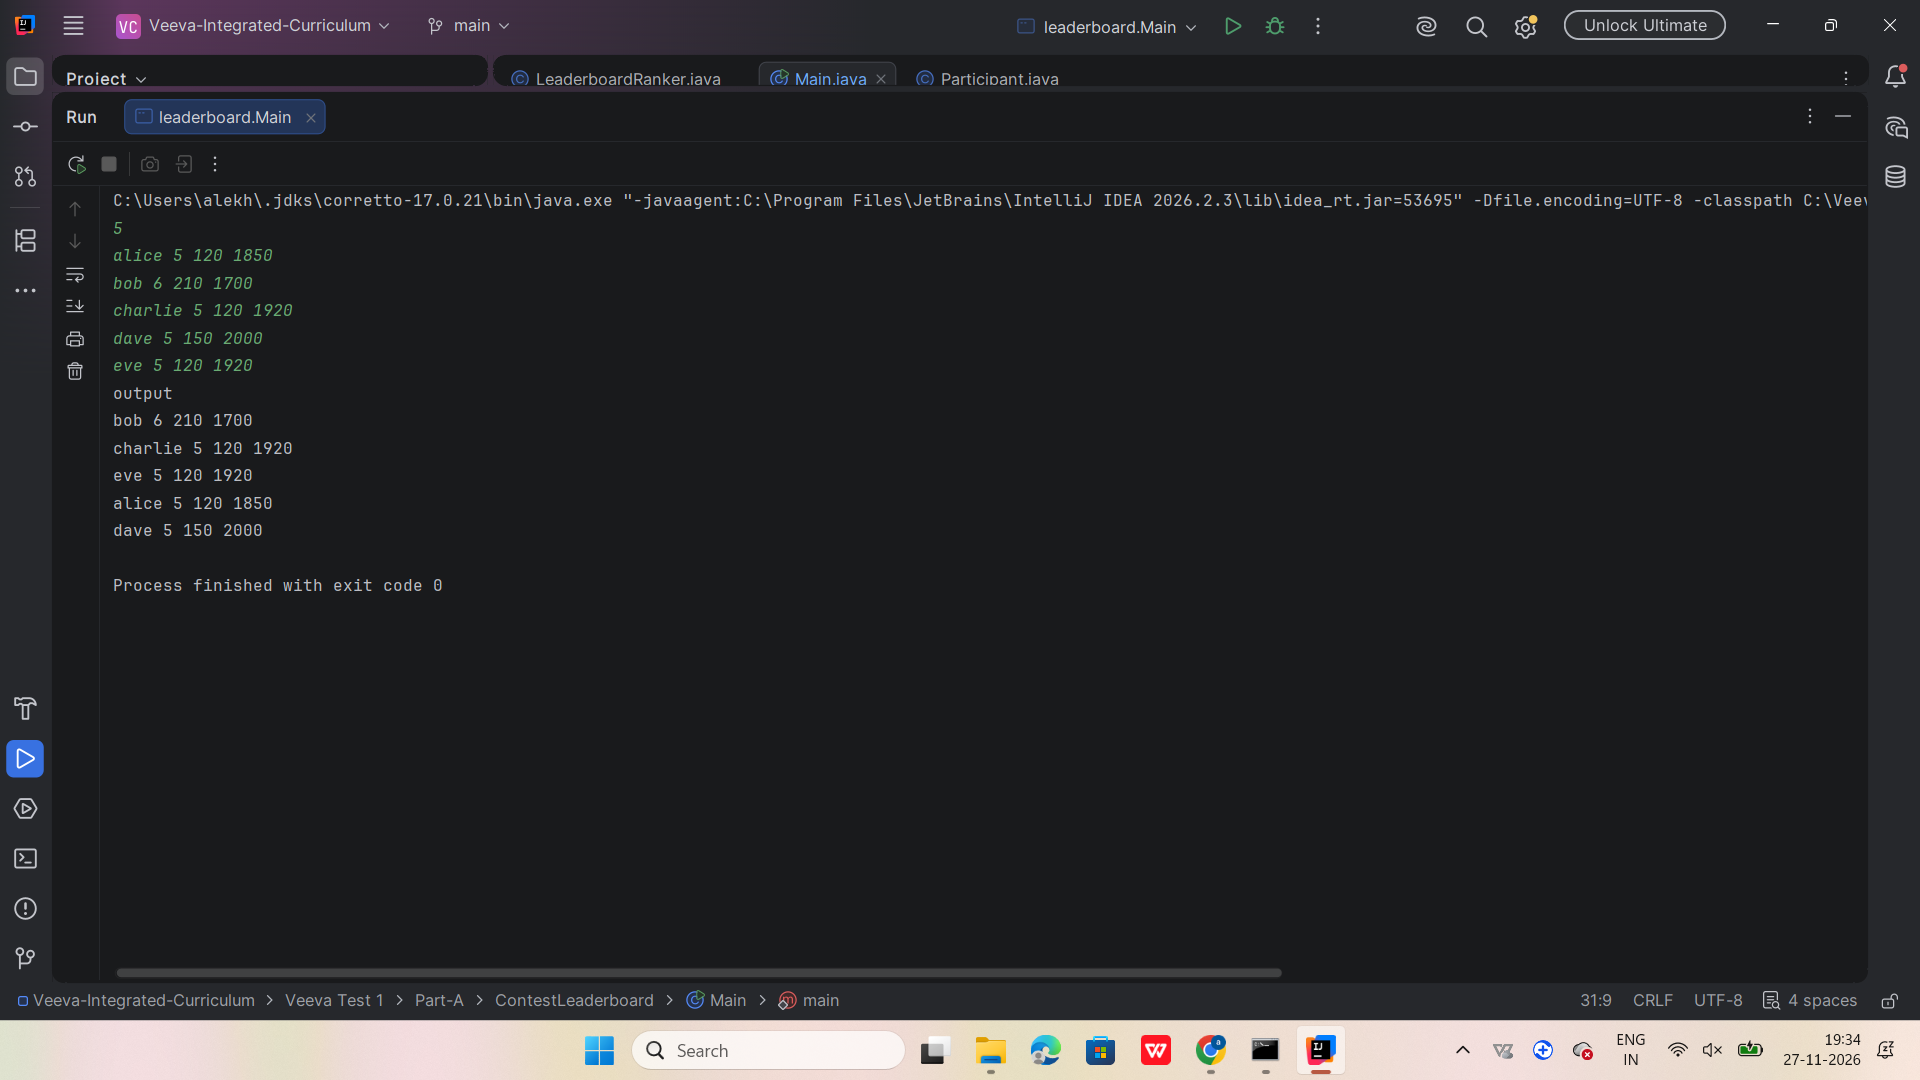 VC Veeva-Integrated-Curriculum main leaderboard.Main Unlock Ultimate
Project LeaderboardRanker.java Main.java Participant.java
Run leaderboard.Main
C:\Users\alekh\.jdks\corretto-17.0.21\bin\java.exe "-javaagent:C:\Program Files\JetBrains\IntelliJ IDEA 2026.2.3\lib\idea_rt.jar=53695" -Dfile.encoding=UTF-8 -classpath C:\Veev
5
alice 5 120 1850
bob 6 210 1700
charlie 5 120 1920
dave 5 150 2000
eve 5 120 1920
output
bob 6 210 1700
charlie 5 120 1920
eve 5 120 1920
alice 5 120 1850
dave 5 150 2000
Process finished with exit code 0
Veeva-Integrated-Curriculum > Veeva Test 1 > Part-A > ContestLeaderboard > Main > main 31:9 CRLF UTF-8 4 spaces
Search ENG IN 19:34 27-11-2026